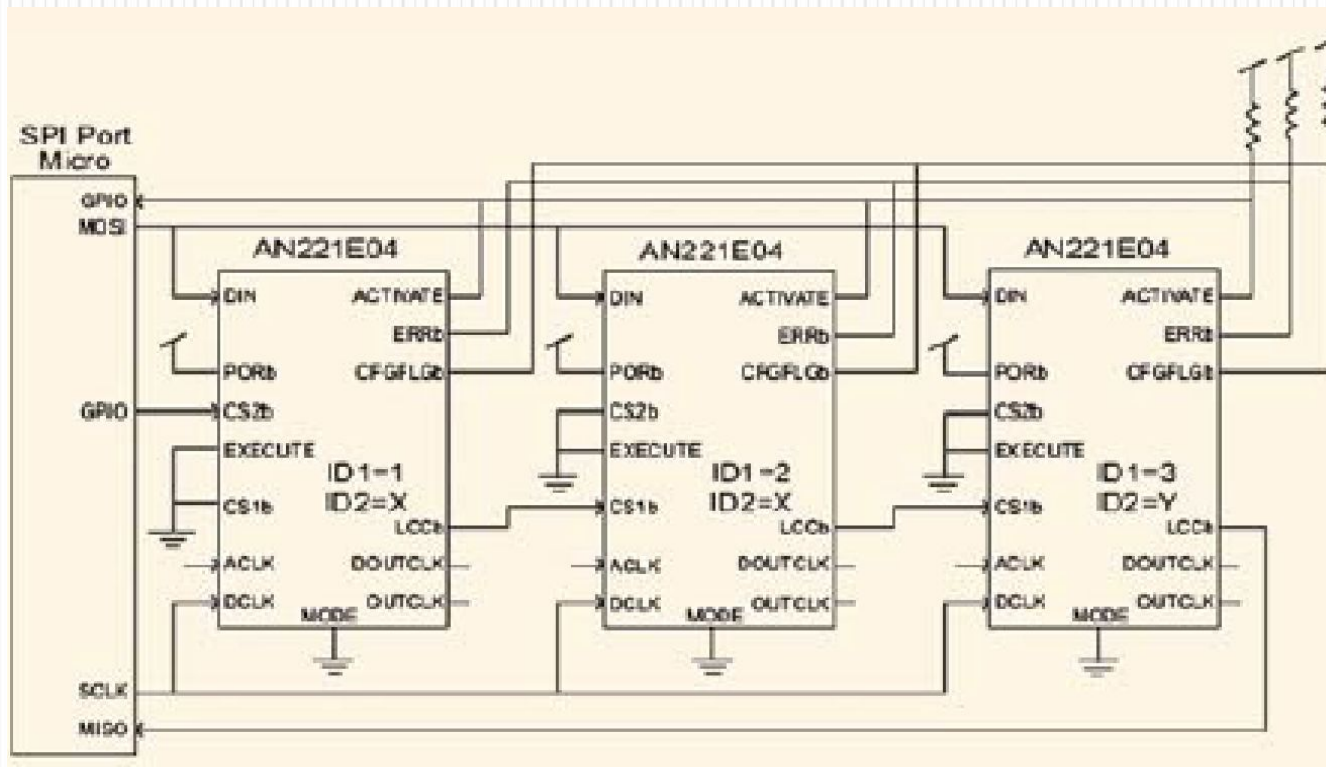 SPI Port
Micro
GPIO
MOSI
GPIO
SCLK
MISO
AN221E04
DIN
PORb
CS2b
EXECUTE
CS1b
ACLK
DCLK
ACTIVATE
ERRb
CFGFLGb
ID1=1
ID2=X
LCCb
DOUTCLK
OUTCLK
MODE
AN221E04
DIN
PORb
CS2b
EXECUTE
CS1b
ACLK
DCLK
ACTIVATE
ERRb
CFGFLGb
ID1=2
ID2=X
LCCb
DOUTCLK
OUTCLK
MODE
AN221E04
DIN
PORb
CS2b
EXECUTE
CS1b
ACLK
DCLK
ACTIVATE
ERRb
CFGFLGb
ID1=3
ID2=Y
LCCb
DOUTCLK
OUTCLK
MODE